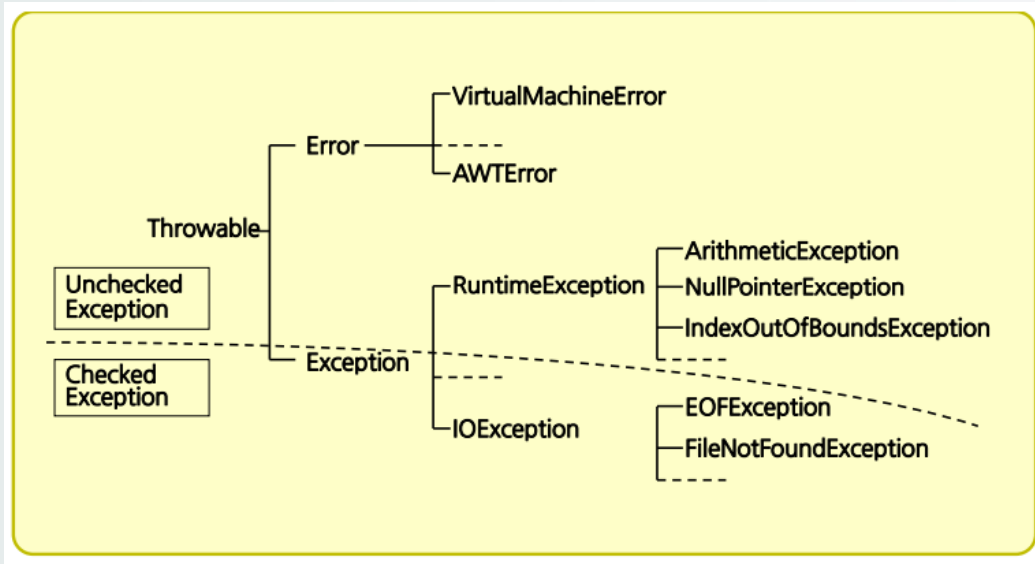 VirtualMachineError
Error
AWTError
Throwable
ArithmeticException
Unchecked
Exception
RuntimeException
NullPointerException
IndexOutOfBoundsException
Checked
Exception
Exception
EOFException
IOException
FileNotFoundException